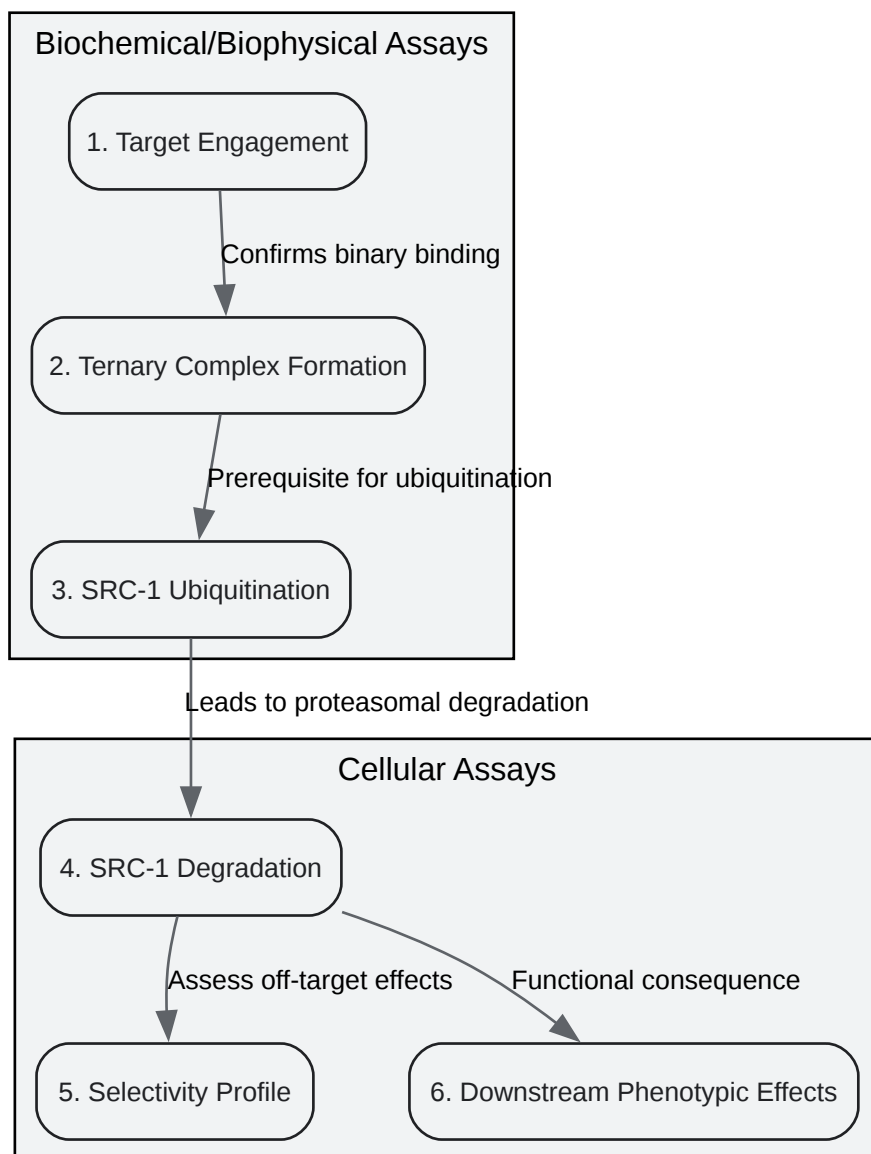 Biochemical/Biophysical Assays
1. Target Engagement
Confirms binary binding
2. Ternary Complex Formation
Prerequisite for ubiquitination
3. SRC-1 Ubiquitination
Leads to proteasomal degradation
Cellular Assays
4. SRC-1 Degradation
Assess off-target effects
Functional consequence
5. Selectivity Profile
6. Downstream Phenotypic Effects